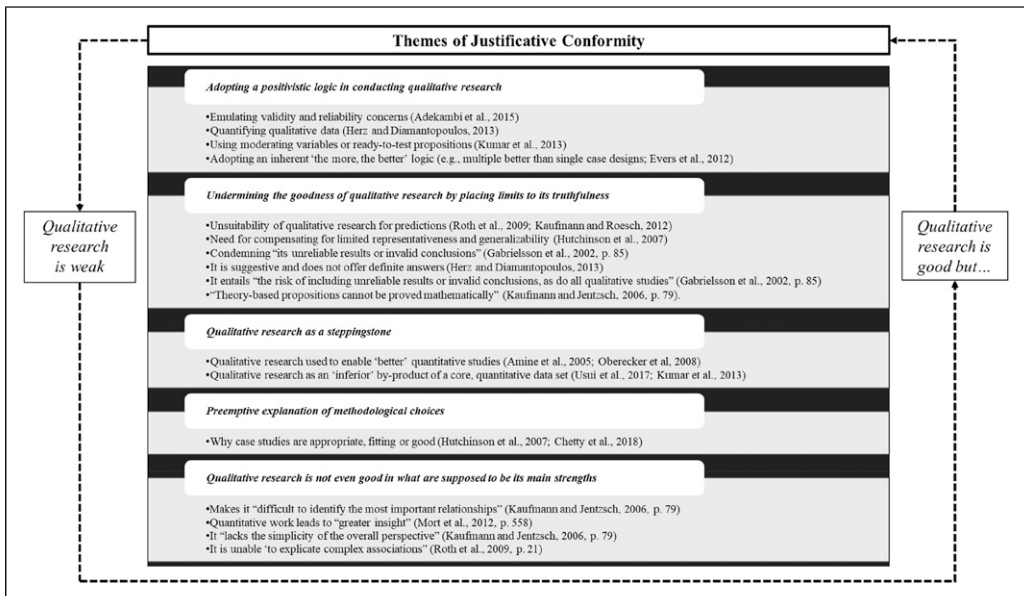 Themes of Justificative Conformity
Adopting a positivistic logic in conducting qualitative research
•Emulating validity and reliability concerns (Adekambi et al., 2015)
•Quantifying qualitative data (Herz and Diamantopoulos, 2013)
•Using moderating variables or ready-to-test propositions (Kumar et al., 2013)
•Adopting an inherent ‘the more, the better’ logic (e.g., multiple better than single case designs; Evers et al., 2012)
Undermining the goodness of qualitative research by placing limits to its truthfulness
•Unsuitability of qualitative research for predictions (Roth et al., 2009; Kaufmann and Roesch, 2012)
•Need for compensating for limited representativeness and generalizability (Hutchinson et al., 2007)
•Condemning “its unreliable results or invalid conclusions” (Gabrielsson et al., 2002, p. 85)
•It is suggestive and does not offer definite answers (Herz and Diamantopoulos, 2013)
•It entails “the risk of including unreliable results or invalid conclusions, as do all qualitative studies” (Gabrielsson et al., 2002, p. 85)
•“Theory-based propositions cannot be proved mathematically” (Kaufmann and Jentzsch, 2006, p. 79).
Qualitative research as a steppingstone
•Qualitative research used to enable ‘better’ quantitative studies (Amine et al., 2005; Oberecker et al, 2008)
•Qualitative research as an ‘inferior’ by-product of a core, quantitative data set (Usui et al., 2017; Kumar et al., 2013)
Preemptive explanation of methodological choices
•Why case studies are appropriate, fitting or good (Hutchinson et al., 2007; Chetty et al., 2018)
Qualitative research is not even good in what are supposed to be its main strengths
•Makes it “difficult to identify the most important relationships” (Kaufmann and Jentzsch, 2006, p. 79)
•Quantitative work leads to “greater insight” (Mort et al., 2012, p. 558)
•It “lacks the simplicity of the overall perspective” (Kaufmann and Jentzsch, 2006, p. 79)
•It is unable ‘to explicate complex associations” (Roth et al., 2009, p. 21)
Qualitative
research
is weak
Qualitative
research is
good but…